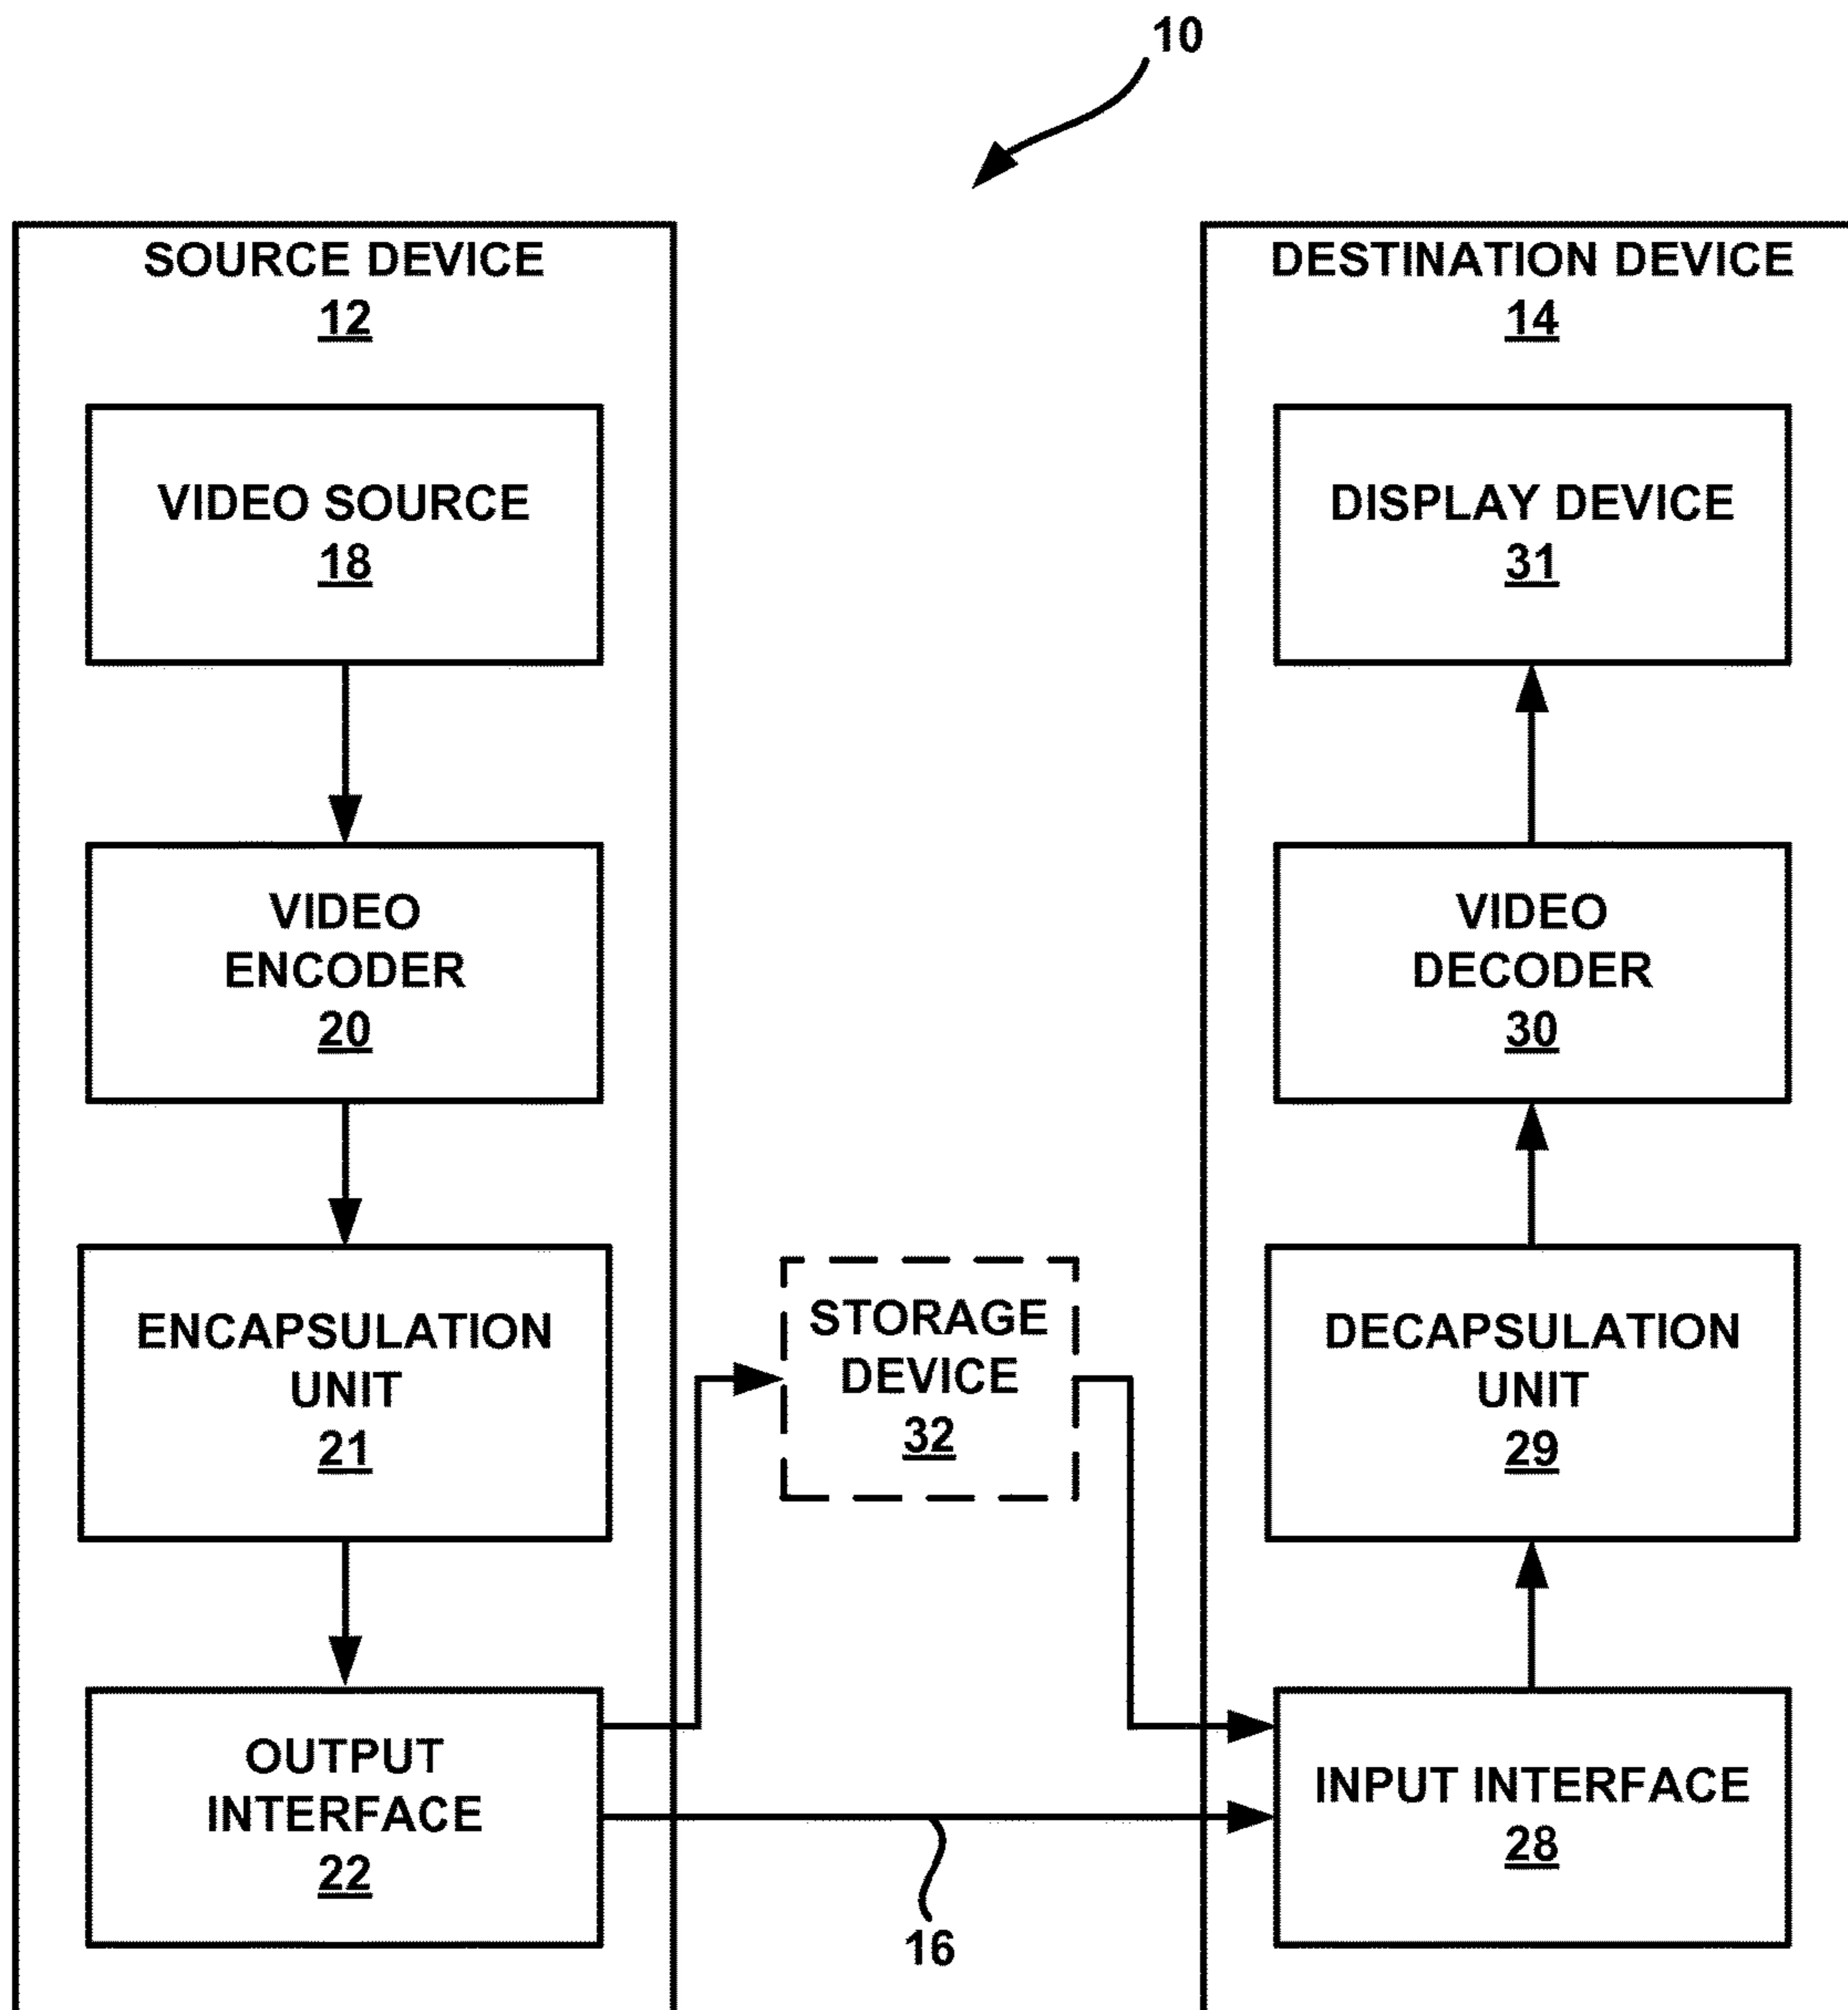 10
SOURCE DEVICE
12
VIDEO SOURCE
18
VIDEO
ENCODER
20
ENCAPSULATION
UNIT
21
OUTPUT
INTERFACE
22
STORAGE
DEVICE
32
16
DESTINATION DEVICE
14
DISPLAY DEVICE
31
VIDEO
DECODER
30
DECAPSULATION
UNIT
29
INPUT INTERFACE
28